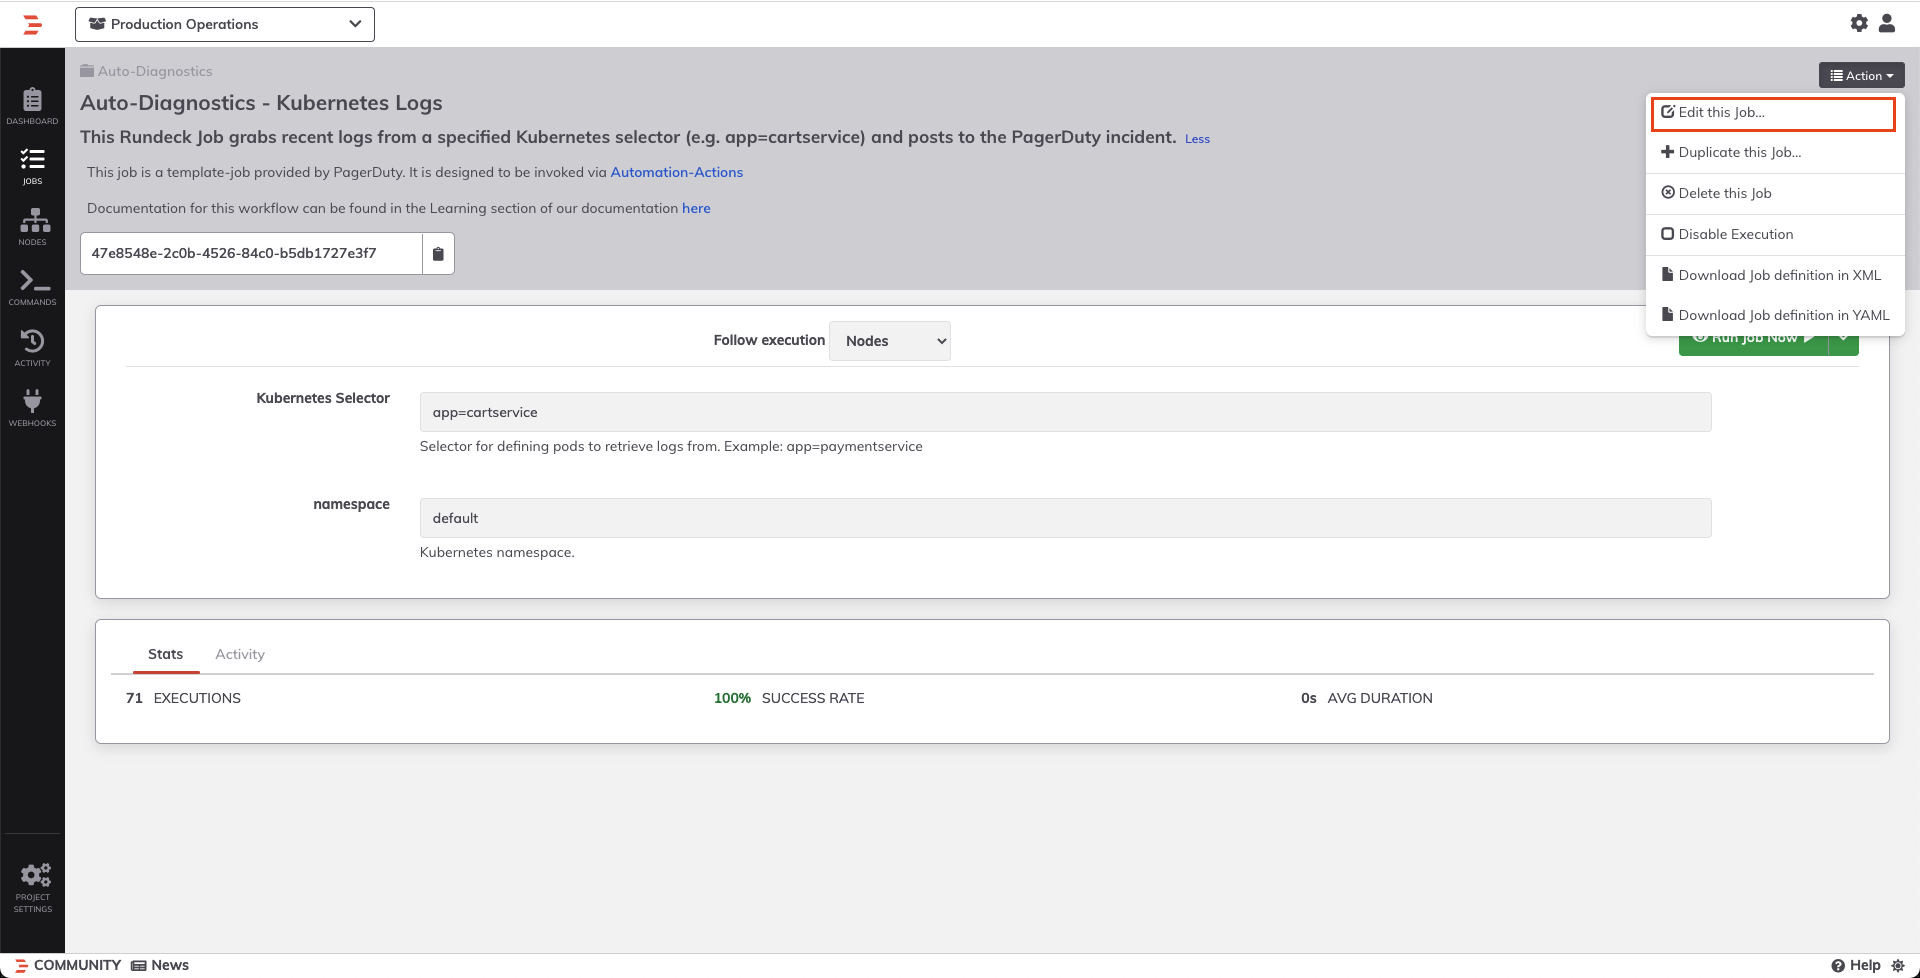 Production Operations
DASHBOARD
JOBS
NODES
COMMANDS
ACTIVITY
WEBHOOKS
PROJECT
SETTINGS
Auto-Diagnostics
Auto-Diagnostics - Kubernetes Logs
This Rundeck Job grabs recent logs from a specified Kubernetes selector (e.g. app=cartservice) and posts to the PagerDuty incident. Less
This job is a template-job provided by PagerDuty. It is designed to be invoked via Automation-Actions
Documentation for this workflow can be found in the Learning section of our documentation here
47e8548e-2c0b-4526-84c0-b5db1727e3f7
Action
Edit this Job...
Duplicate this Job...
Delete this Job
Disable Execution
Download Job definition in XML
Download Job definition in YAML
Follow execution Nodes
Run Job Now
Kubernetes Selector
app=cartservice
Selector for defining pods to retrieve logs from. Example: app=paymentservice
namespace
default
Kubernetes namespace.
Stats Activity
71 EXECUTIONS 100% SUCCESS RATE 0s AVG DURATION
COMMUNITY News Help